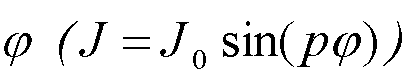 φ (J = J₀ sin(pφ))